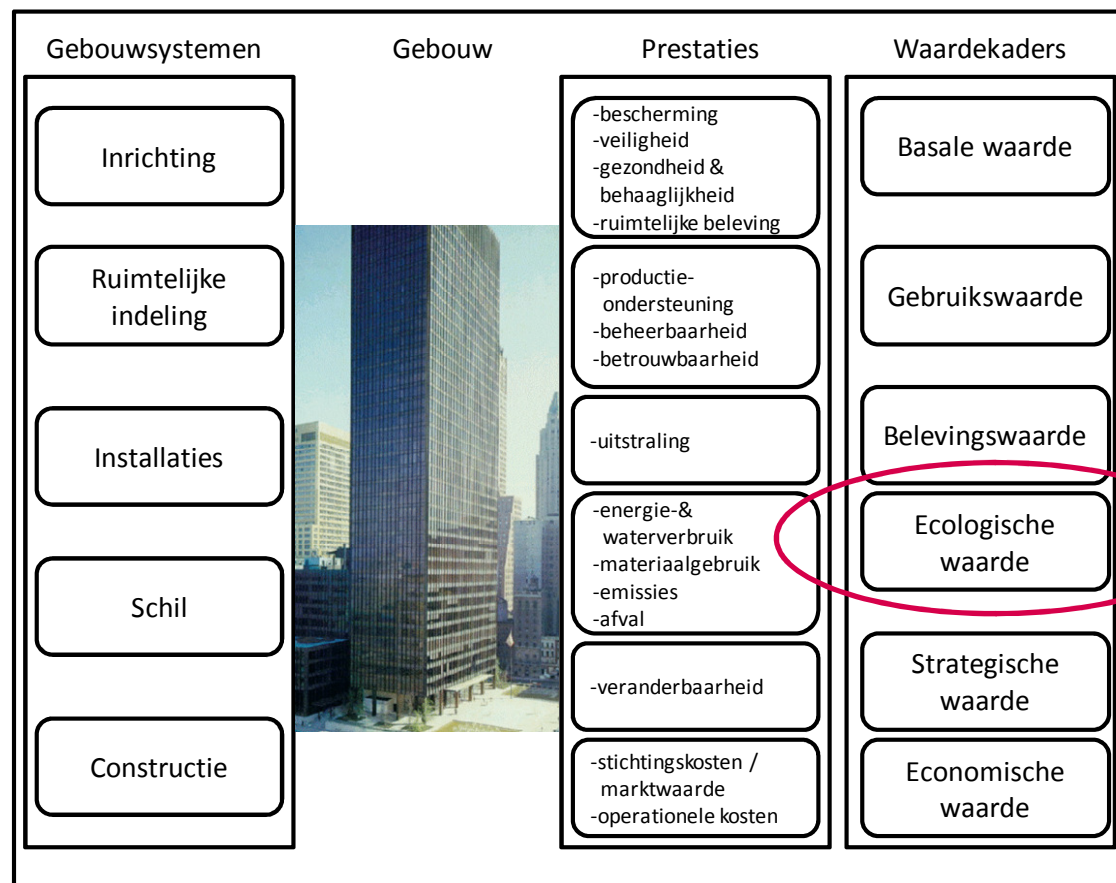 Gebouwsystemen
Gebouw
Prestaties
Waardekaders
Inrichting
Ruimtelijke
indeling
Installaties
Schil
Constructie
-bescherming
-veiligheid
-gezondheid &
behaaglijkheid
-ruimtelijke beleving
-productie-
ondersteuning
-beheerbaarheid
-betrouwbaarheid
-uitstraling
-energie-&
waterverbruik
-materiaalgebruik
-emissies
-afval
-veranderbaarheid
-stichtingskosten /
marktwaarde
-operationele kosten
Basale waarde
Gebruikswaarde
Belevingswaarde
Ecologische
waarde
Strategische
waarde
Economische
waarde